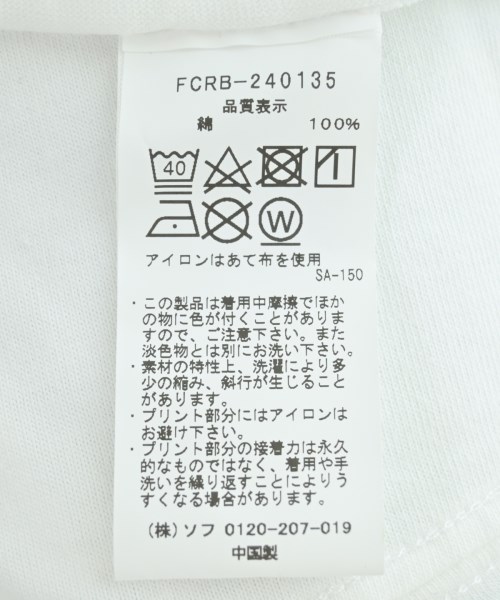 FCRB-240135
品質表示
綿 100%
40
W
アイロンはあて布を使用
SA-150
・この製品は着用中摩擦でほか
の物に色が付くことがありま
すので、ご注意下さい。また
淡色物とは別にお洗い下さい。
・素材の特性上、洗濯により多
少の縮み、斜行が生じること
があります。
・プリント部分にはアイロンは
お避け下さい。
・プリント部分の接着力は永久
的なものではなく、着用や手
洗いを繰り返すことによりう
すくなる場合があります。
(株)ソフ 0120-207-019
中国製